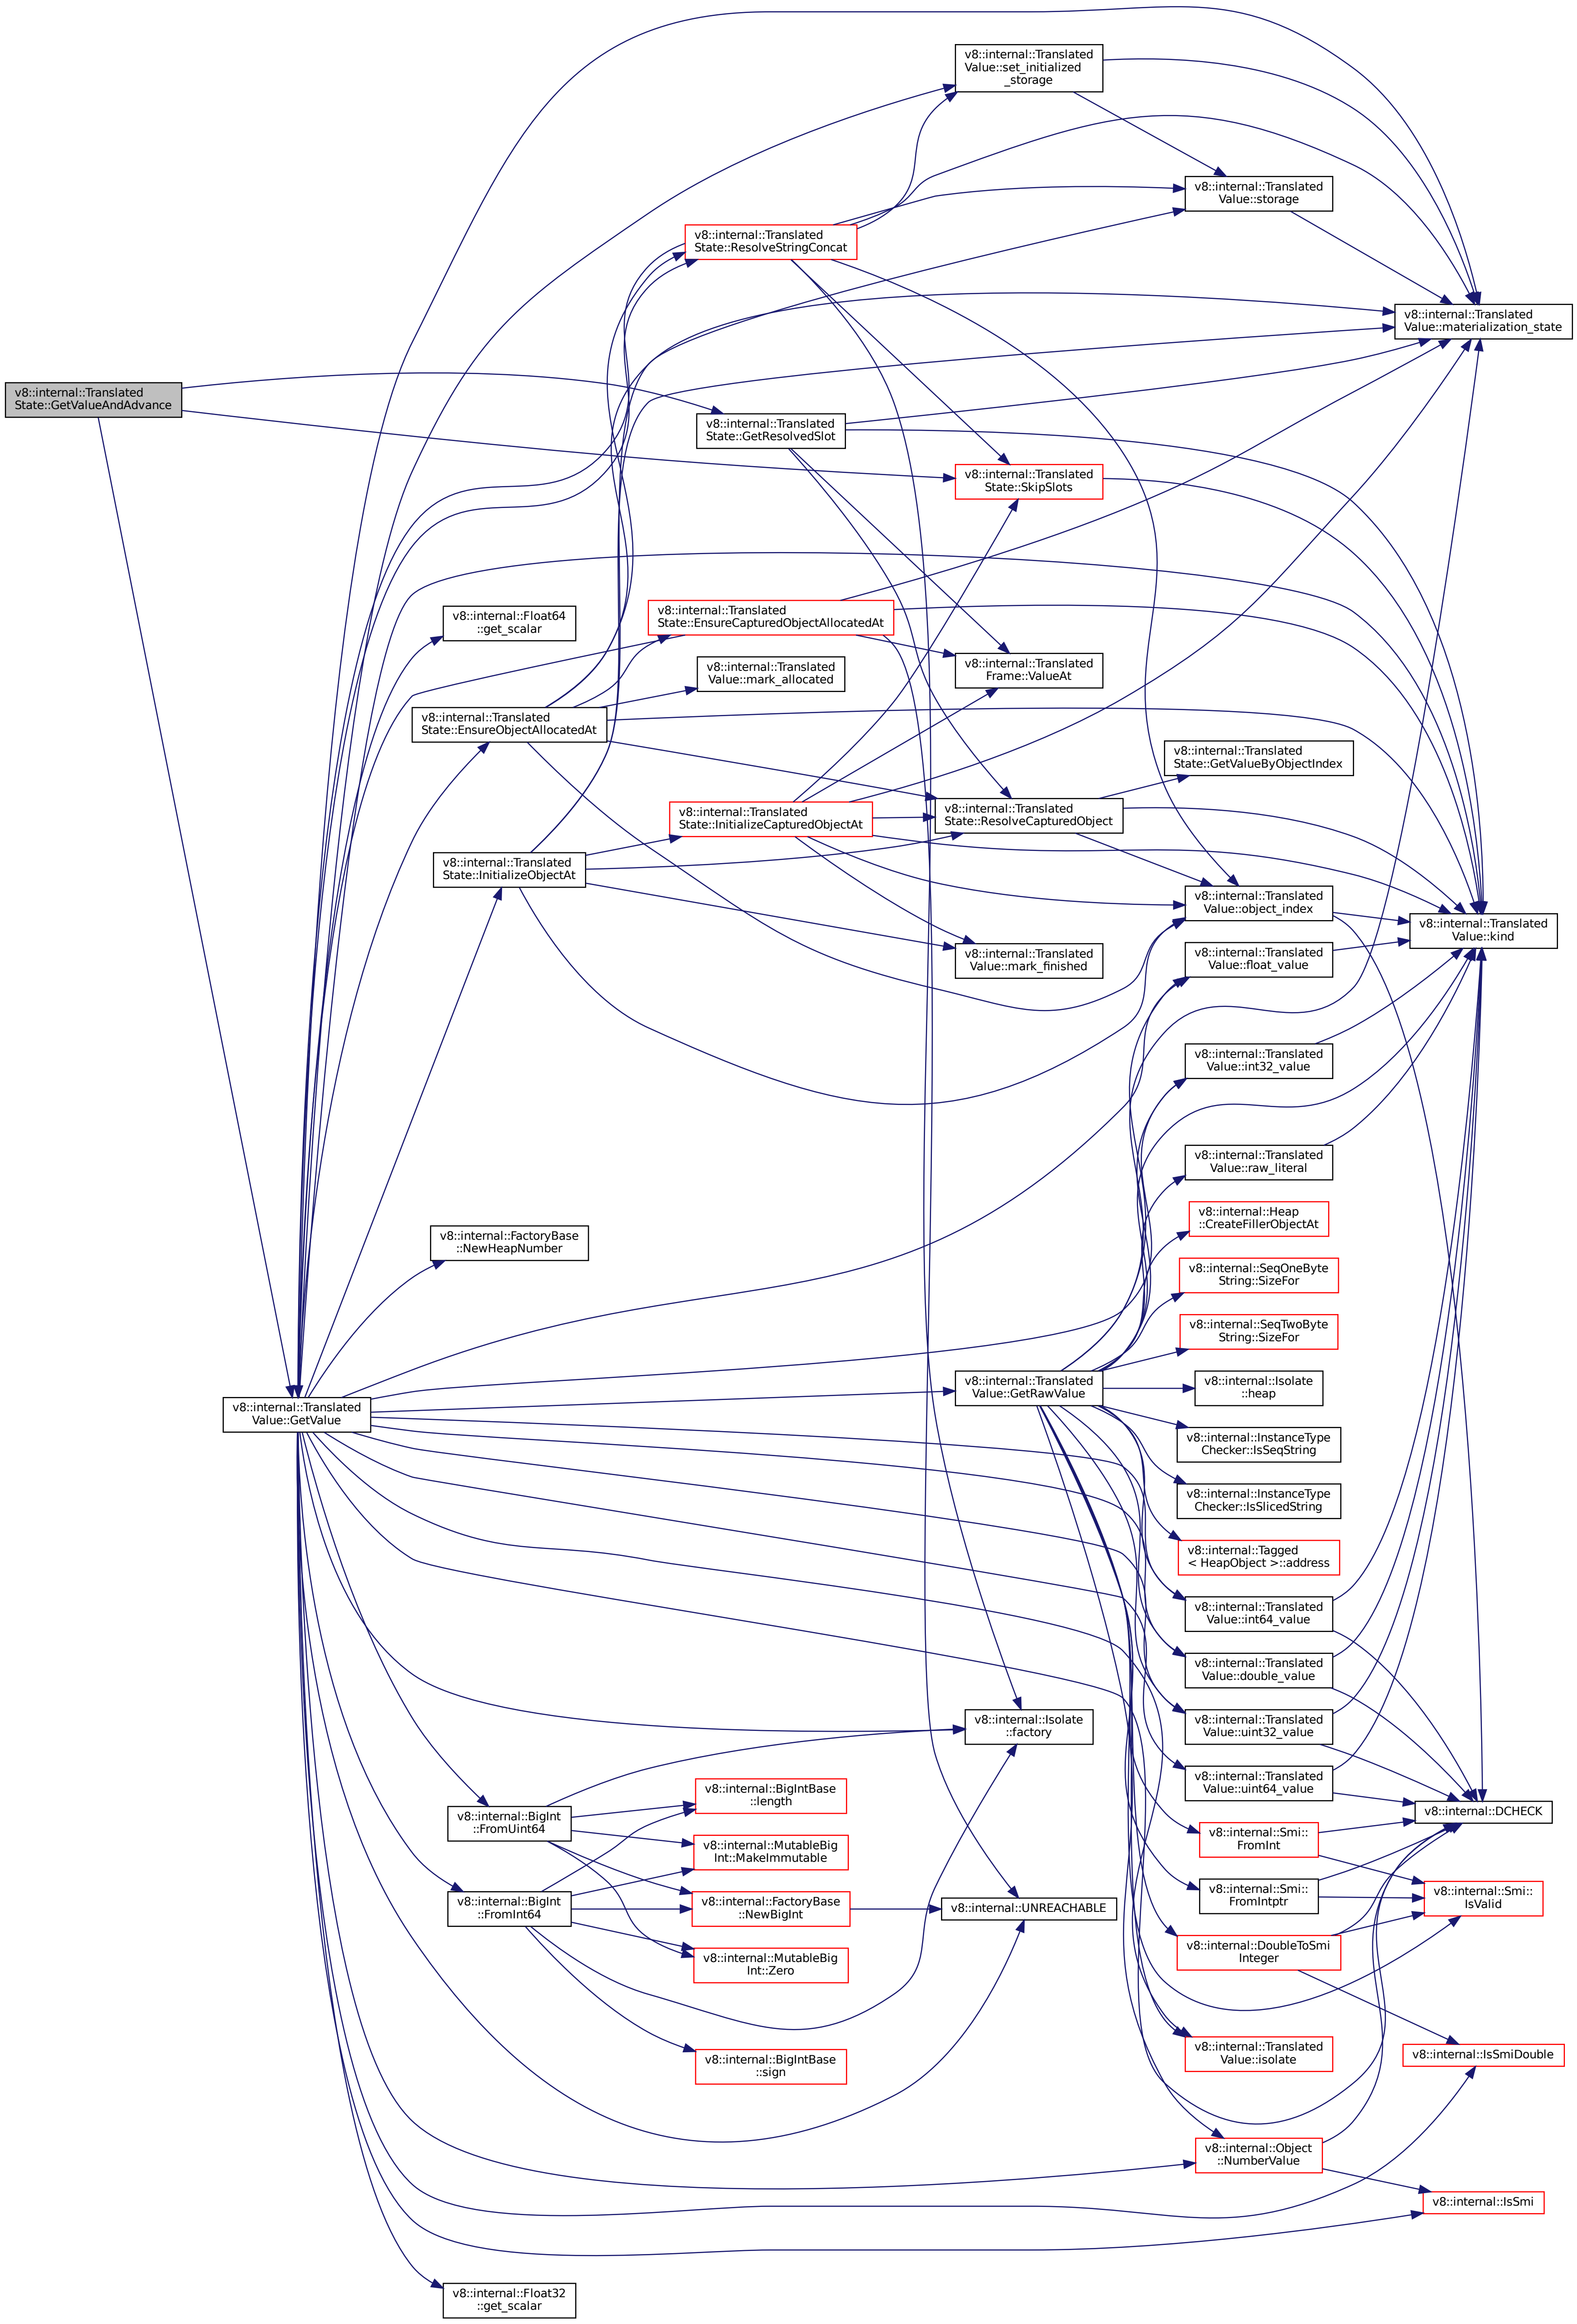 v8::internal::Translated
State::GetValueAndAdvance
v8::internal::Translated
Value::GetValue
v8::internal::Float64
::get_scalar
v8::internal::Translated
State::EnsureObjectAllocatedAt
v8::internal::Translated
State::InitializeObjectAt
v8::internal::FactoryBase
::NewHeapNumber
v8::internal::BigInt
::FromUint64
v8::internal::BigInt
::FromInt64
v8::internal::Float32
::get_scalar
v8::internal::Translated
State::ResolveStringConcat
v8::internal::Translated
State::GetResolvedSlot
v8::internal::Translated
State::EnsureCapturedObjectAllocatedAt
v8::internal::Translated
Value::mark_allocated
v8::internal::Translated
State::InitializeCapturedObjectAt
v8::internal::BigIntBase
::length
v8::internal::MutableBig
Int::MakeImmutable
v8::internal::FactoryBase
::NewBigInt
v8::internal::MutableBig
Int::Zero
v8::internal::BigIntBase
::sign
v8::internal::Translated
Value::set_initialized
_storage
v8::internal::Translated
State::SkipSlots
v8::internal::Translated
Frame::ValueAt
v8::internal::Translated
State::ResolveCapturedObject
v8::internal::Translated
Value::mark_finished
v8::internal::Translated
Value::GetRawValue
v8::internal::Isolate
::factory
v8::internal::UNREACHABLE
v8::internal::Translated
Value::storage
v8::internal::Translated
State::GetValueByObjectIndex
v8::internal::Translated
Value::object_index
v8::internal::Translated
Value::float_value
v8::internal::Translated
Value::int32_value
v8::internal::Translated
Value::raw_literal
v8::internal::Heap
::CreateFillerObjectAt
v8::internal::SeqOneByte
String::SizeFor
v8::internal::SeqTwoByte
String::SizeFor
v8::internal::Isolate
::heap
v8::internal::InstanceType
Checker::IsSeqString
v8::internal::InstanceType
Checker::IsSlicedString
v8::internal::Tagged
< HeapObject >::address
v8::internal::Translated
Value::int64_value
v8::internal::Translated
Value::double_value
v8::internal::Translated
Value::uint32_value
v8::internal::Translated
Value::uint64_value
v8::internal::Smi::
FromInt
v8::internal::Smi::
FromIntptr
v8::internal::DoubleToSmi
Integer
v8::internal::Translated
Value::isolate
v8::internal::Object
::NumberValue
v8::internal::Translated
Value::materialization_state
v8::internal::Translated
Value::kind
v8::internal::DCHECK
v8::internal::Smi::
IsValid
v8::internal::IsSmiDouble
v8::internal::IsSmi